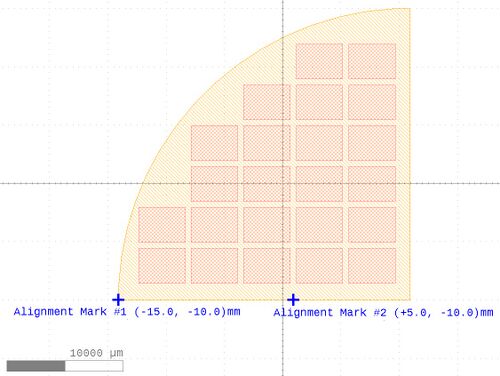 Alignment Mark #1 (-15.0, -10.0)mm
Alignment Mark #2 (+5.0, -10.0)mm
10000 µm